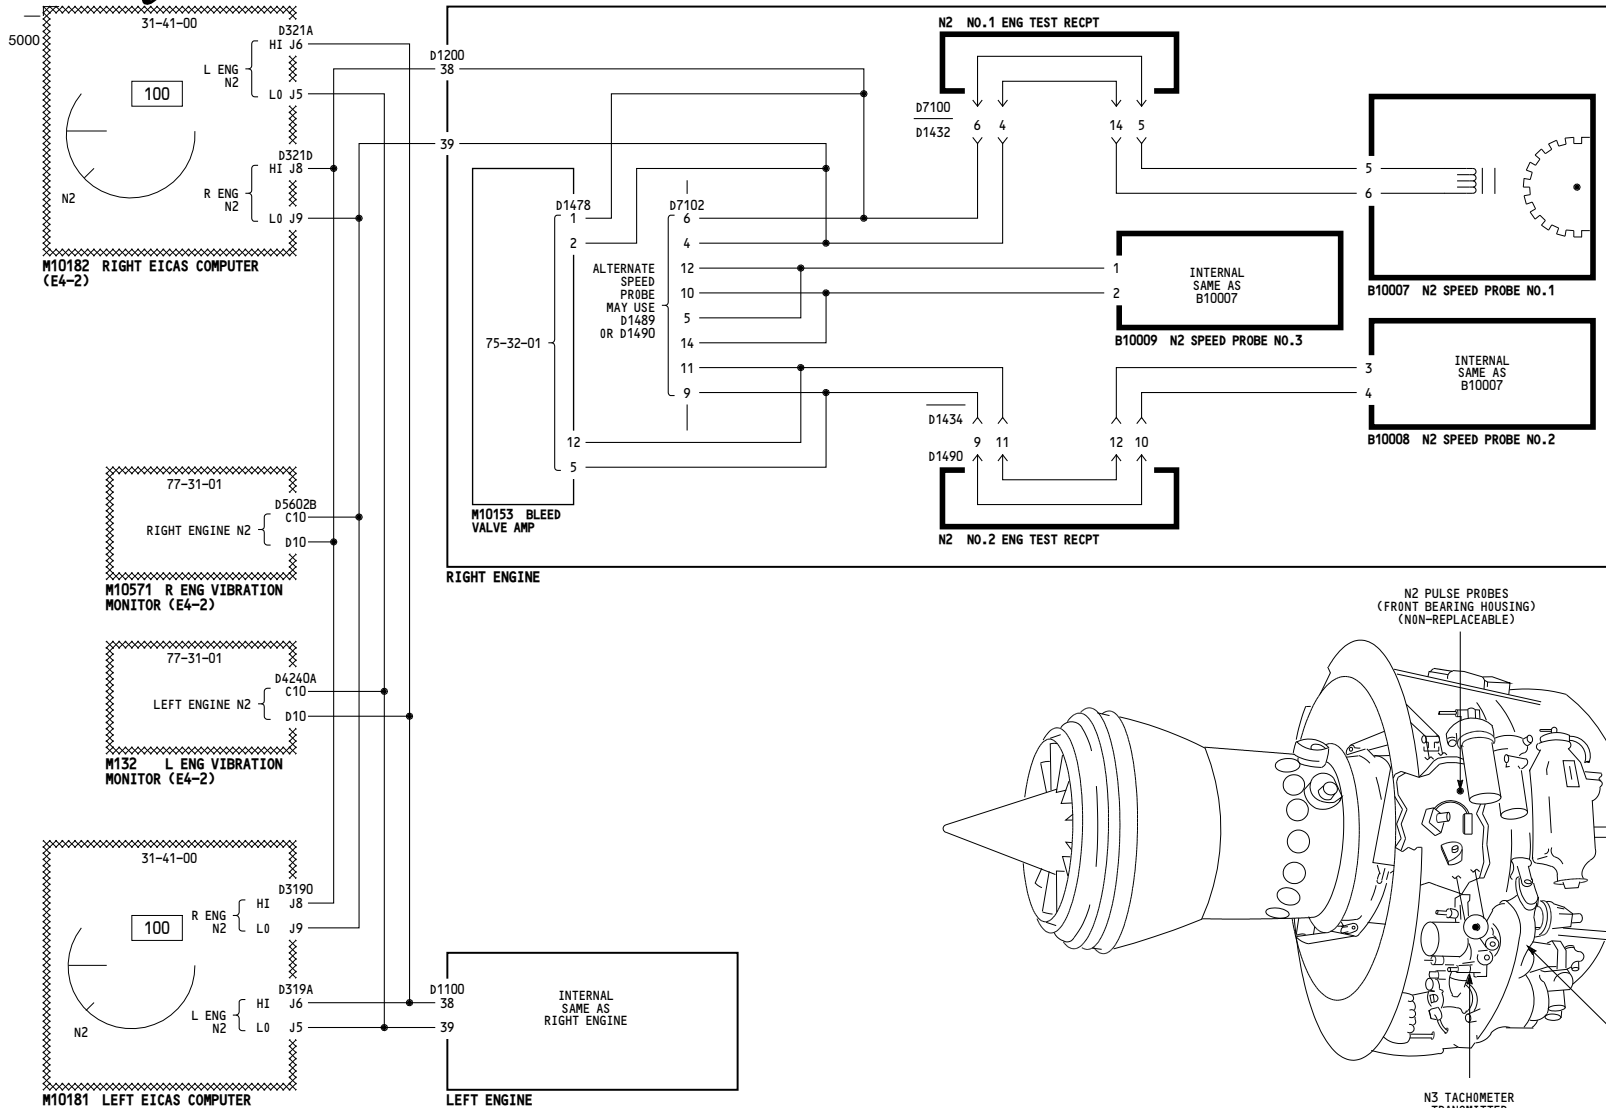 5000
31-41-00
D321A
HI J6
L ENG
N2
LO J5
100
D321D
HI J8
R ENG
N2
N2
LO J9
M10182 RIGHT EICAS COMPUTER
(E4-2)
77-31-01
D5602B
C10
RIGHT ENGINE N2
D10
M10571 R ENG VIBRATION
MONITOR (E4-2)
77-31-01
D4240A
C10
LEFT ENGINE N2
D10
M132 L ENG VIBRATION
MONITOR (E4-2)
31-41-00
D3190
HI J8
R ENG
N2
LO J9
100
D319A
HI J6
L ENG
N2
LO J5
N2
M10181 LEFT EICAS COMPUTER
D1200
38
39
D1478
1
2
75-32-01
12
5
M10153 BLEED
VALVE AMP
D7102
6
4
12
10
5
14
11
9
ALTERNATE
SPEED
PROBE
MAY USE
D1489
OR D1490
N2 NO.1 ENG TEST RECPT
D7100
D1432
6 4 14 5
5
6
B10007 N2 SPEED PROBE NO.1
1
2
INTERNAL
SAME AS
B10007
B10009 N2 SPEED PROBE NO.3
3
4
INTERNAL
SAME AS
B10007
B10008 N2 SPEED PROBE NO.2
D1434
9 11 12 10
D1490
N2 NO.2 ENG TEST RECPT
RIGHT ENGINE
D1100
38
39
INTERNAL
SAME AS
RIGHT ENGINE
LEFT ENGINE
N2 PULSE PROBES
(FRONT BEARING HOUSING)
(NON-REPLACEABLE)
N3 TACHOMETER
TRANSMITTER